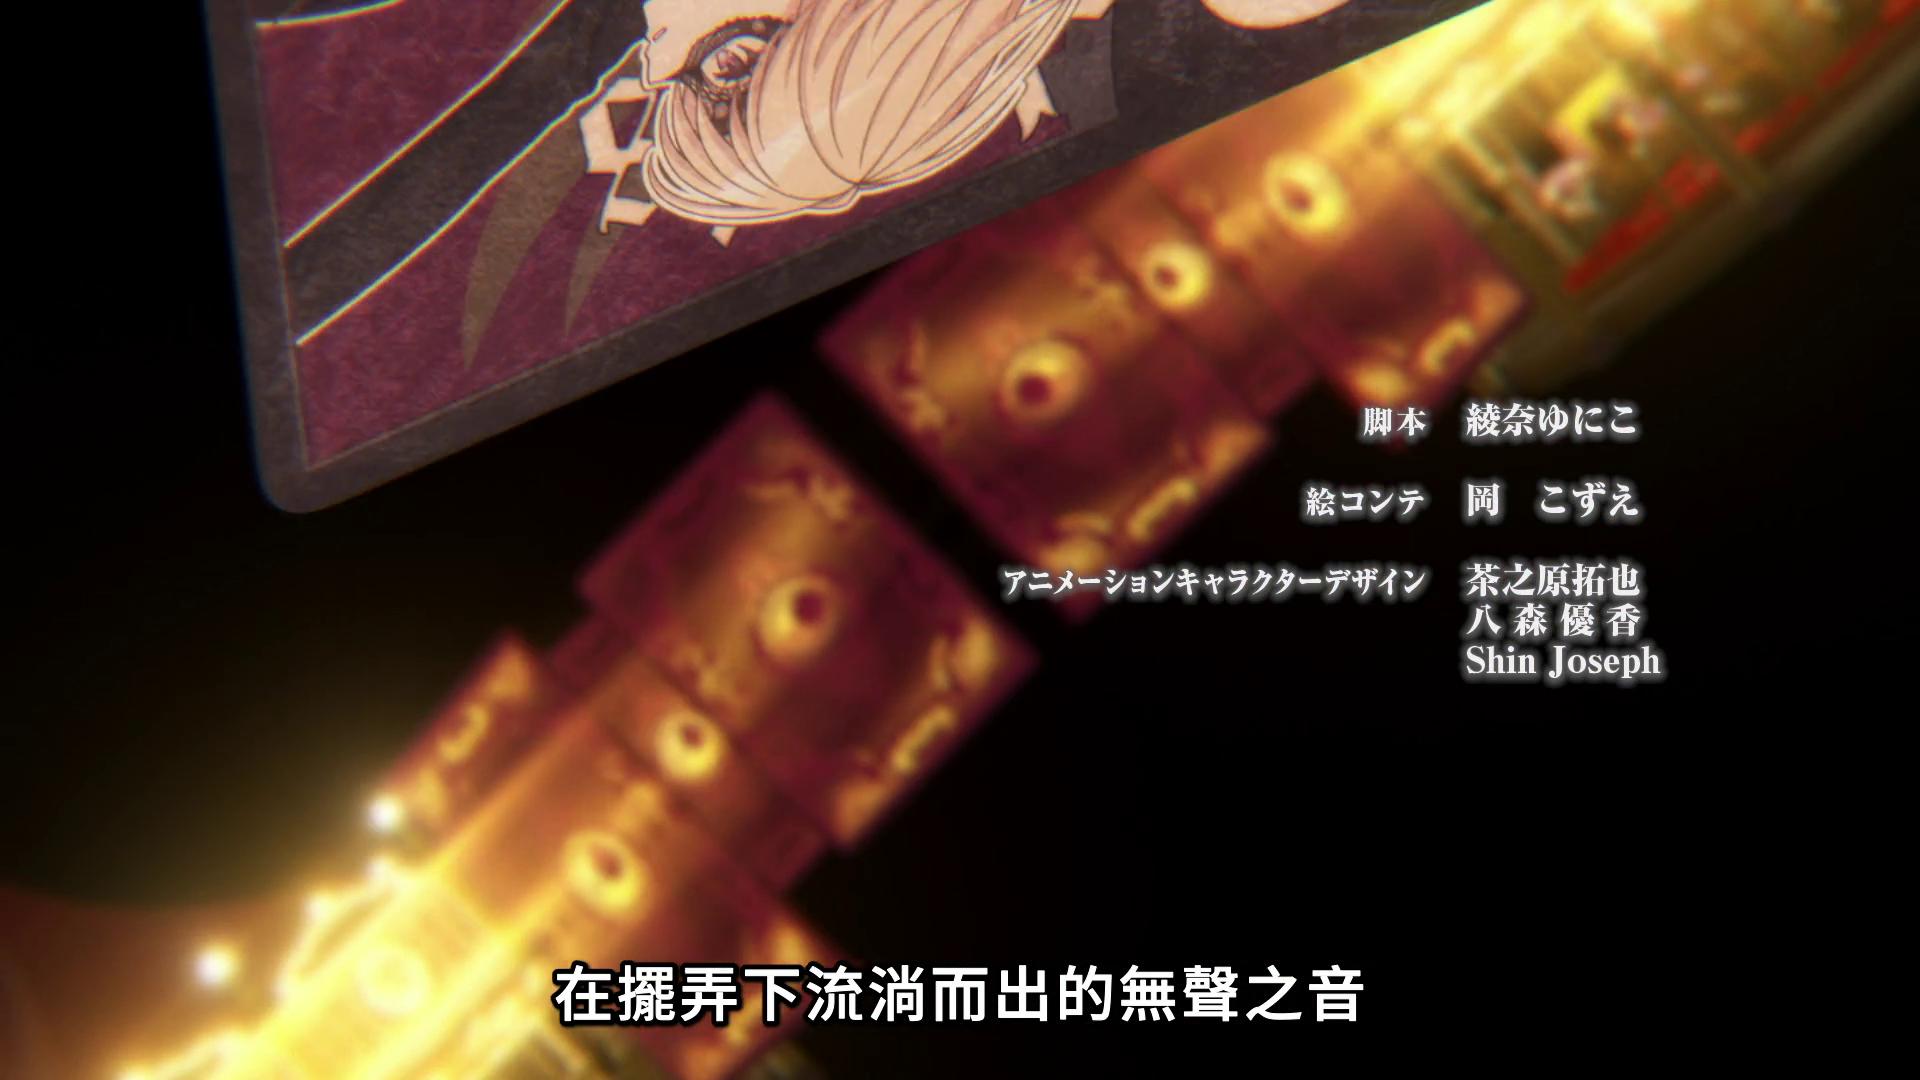 脚本 綾奈ゆにこ
絵コンテ 岡 こずえ
アニメーションキャラクターデザイン 茶之原拓也
八森優香
Shin Joseph
在擺弄下流淌而出的無聲之音